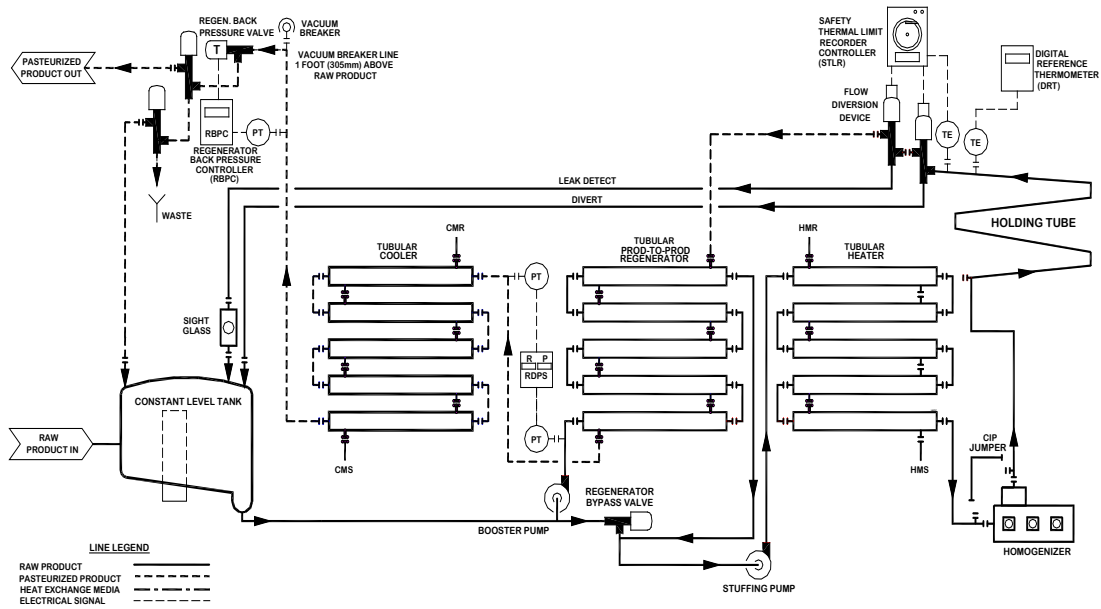 REGEN. BACK
PRESSURE VALVE
VACUUM
BREAKER
T
VACUUM BREAKER LINE
1 FOOT (305mm) ABOVE
RAW PRODUCT
PASTEURIZED
PRODUCT OUT
RBPC
PT
REGENERATOR
BACK PRESSURE
CONTROLLER
(RBPC)
WASTE
SAFETY
THERMAL LIMIT
RECORDER
CONTROLLER
(STLR)
DIGITAL
REFERENCE
THERMOMETER
(DRT)
FLOW
DIVERSION
DEVICE
TE
TE
LEAK DETECT
DIVERT
HOLDING TUBE
CMR
TUBULAR
COOLER
TUBULAR
PROD-TO-PROD
REGENERATOR
HMR
TUBULAR
HEATER
PT
R P
RDPS
PT
SIGHT
GLASS
CONSTANT LEVEL TANK
RAW
PRODUCT IN
CMS
HMS
CIP
JUMPER
REGENERATOR
BYPASS VALVE
BOOSTER PUMP
STUFFING PUMP
HOMOGENIZER
LINE LEGEND
RAW PRODUCT
PASTEURIZED PRODUCT
HEAT EXCHANGE MEDIA
ELECTRICAL SIGNAL